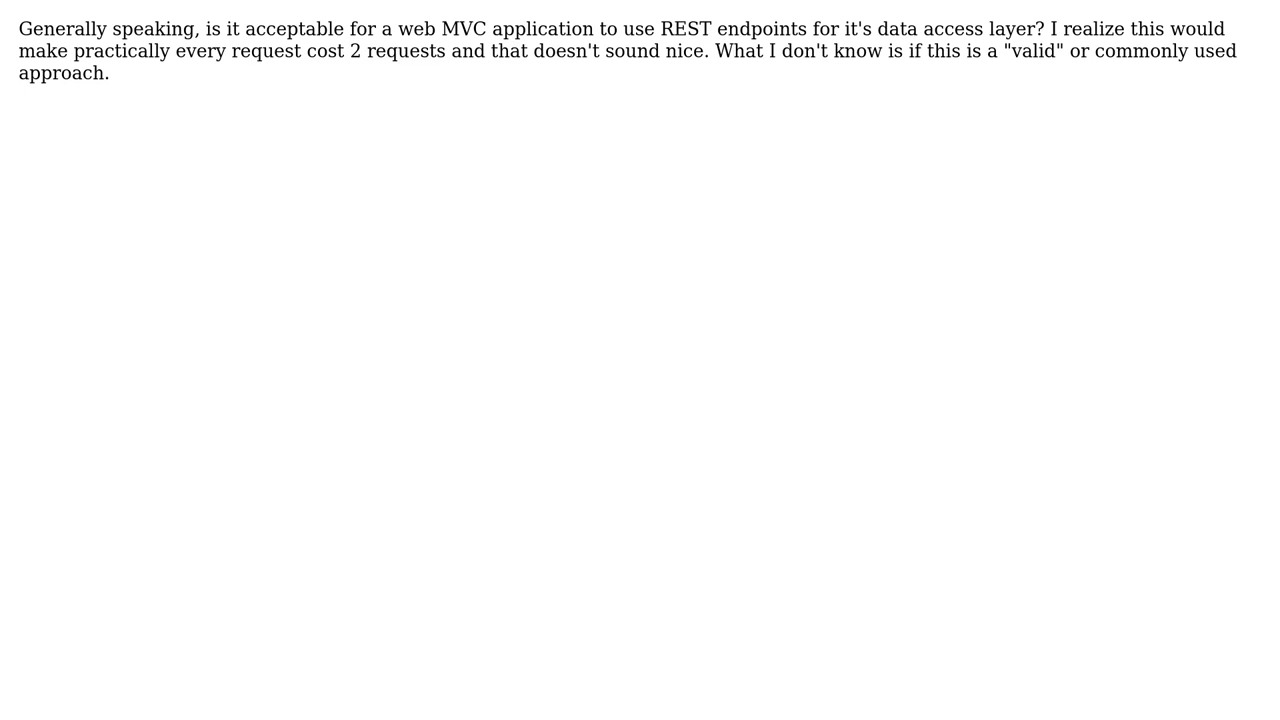 Generally speaking, is it acceptable for a web MVC application to use REST endpoints for it's data access layer? I realize this would
make practically every request cost 2 requests and that doesn't sound nice. What I don't know is if this is a "valid" or commonly used
approach.